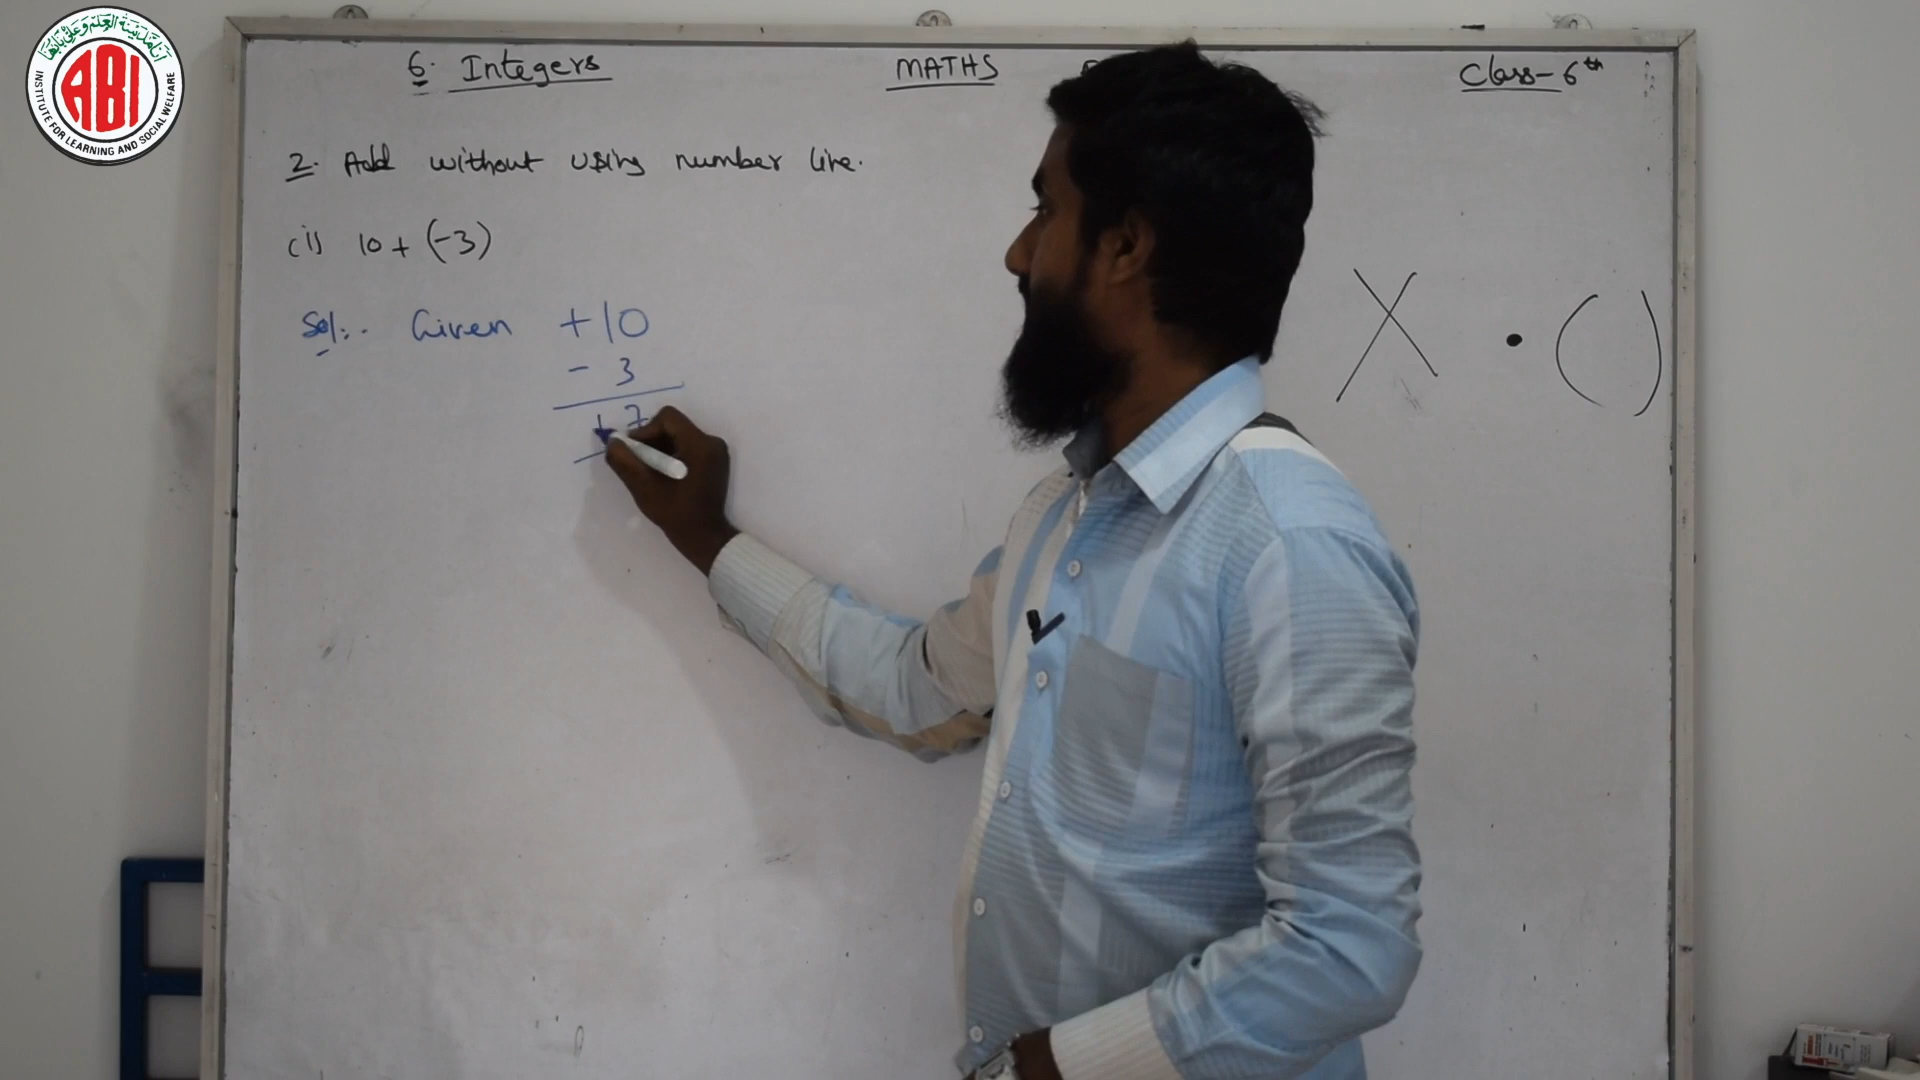 6. Integers
MATHS
Class-6th
2. Add without using number line.
(i) 10 + (-3)
Sol:- Given +10
- 3
+ 7
X • ( )
ABI
INSTITUTE FOR LEARNING AND SOCIAL WELFARE